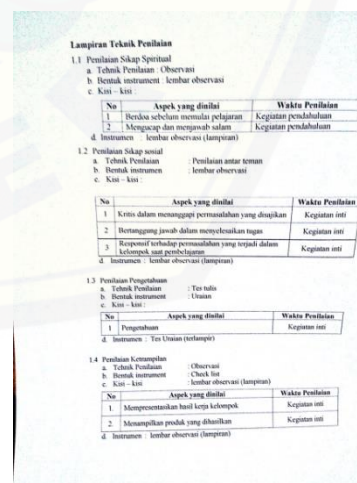 Lampiran Teknik Penilaian
1.1 Penilaian Sikap Spiritual
a. Tehnik Penilaian : Observasi
b. Bentuk instrument : lembar observasi
c. Kisi – kisi :
No Aspek yang dinilai Waktu Penilaian
1 Berdoa sebelum memulai pelajaran Kegiatan pendahuluan
2 Mengucap dan menjawab salam Kegiatan pendahuluan
d. Instrumen : lembar observasi (lampiran)
1.2 Penilaian Sikap sosial
a. Tehnik Penilaian : Penilaian antar teman
b. Bentuk instrumen : lembar observasi
c. Kisi – kisi :
No Aspek yang dinilai Waktu Penilaian
1 Kritis dalam menanggapi permasalahan yang disajikan Kegiatan inti
2 Bertanggung jawab dalam menyelesaikan tugas Kegiatan inti
3 Responsif terhadap permasalahan yang terjadi dalam
kelompok saat pembelajaran Kegiatan inti
d. Instrumen : lembar observasi (lampiran)
1.3 Penilaian Pengetahuan
a. Tehnik Penilaian : Tes tulis
b. Bentuk instrument : Uraian
c. Kisi – kisi :
No Aspek yang dinilai Waktu Penilaian
1 Pengetahuan Kegiatan inti
d. Instrumen : Tes Uraian (terlampir)
1.4 Penilaian Ketrampilan
a. Teknik Penilaian : Observasi
b. Bentuk instrumen : Check list
c. Kisi – kisi : lembar observasi (lampiran)
No Aspek yang dinilai Waktu Penilaian
1. Mempresentasikan hasil kerja kelompok Kegiatan inti
2. Menampilkan produk yang dihasilkan Kegiatan inti
d. Instrumen : lembar observasi (lampiran)